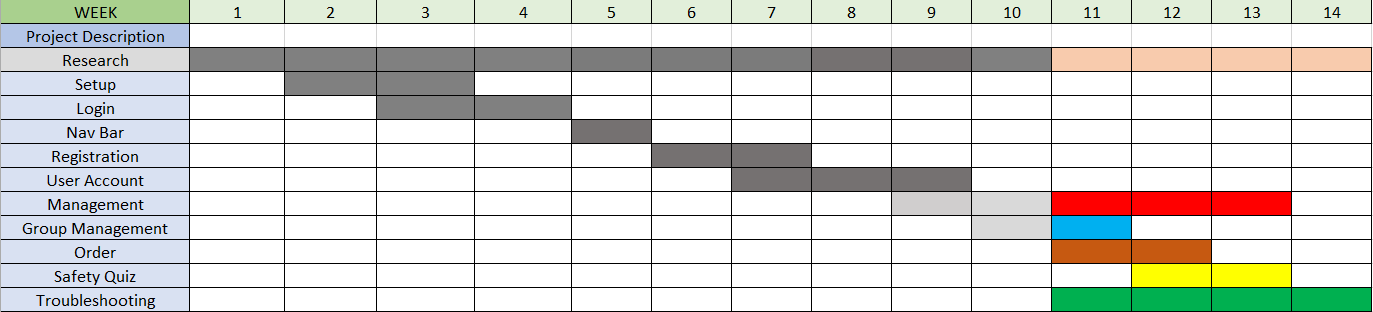 WEEK 1 2 3 4 5 6 7 8 9 10 11 12 13 14
Project Description
Research
Setup
Login
Nav Bar
Registration
User Account
Management
Group Management
Order
Safety Quiz
Troubleshooting